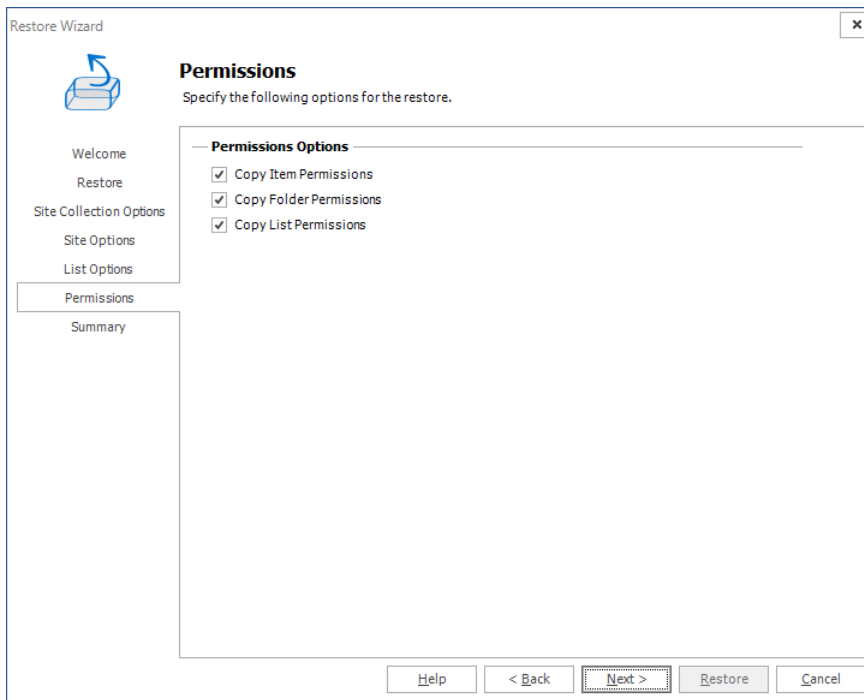 Restore Wizard
Permissions
Specify the following options for the restore.
Welcome
Restore
Site Collection Options
Site Options
List Options
Permissions
Summary
Permissions Options
Copy Item Permissions
Copy Folder Permissions
Copy List Permissions
Help
< Back
Next >
Restore
Cancel